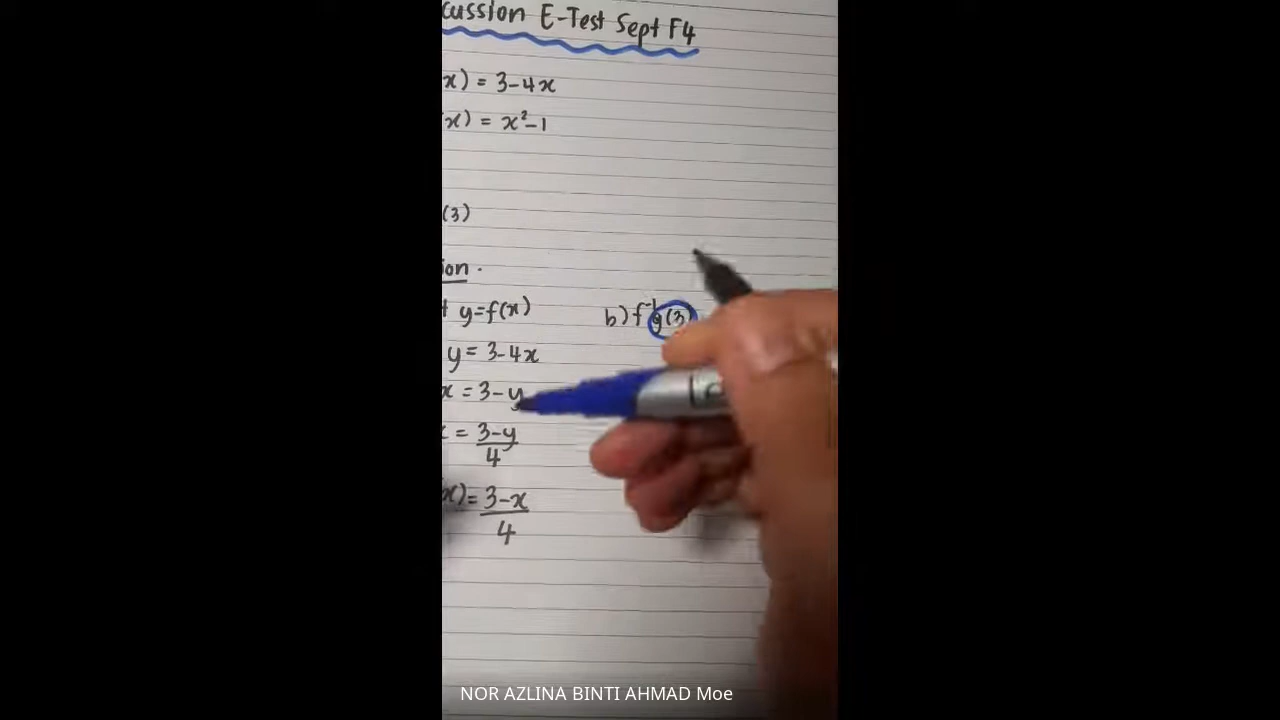 cussion E-Test Sept F4
x) = 3-4x
(x) = x²-1
(3)
ion.
y=f(x)
y = 3-4x
x = 3-y
x = 3-y
4
x) = 3-x
4
b) f⁻¹g(3)
NOR AZLINA BINTI AHMAD Moe